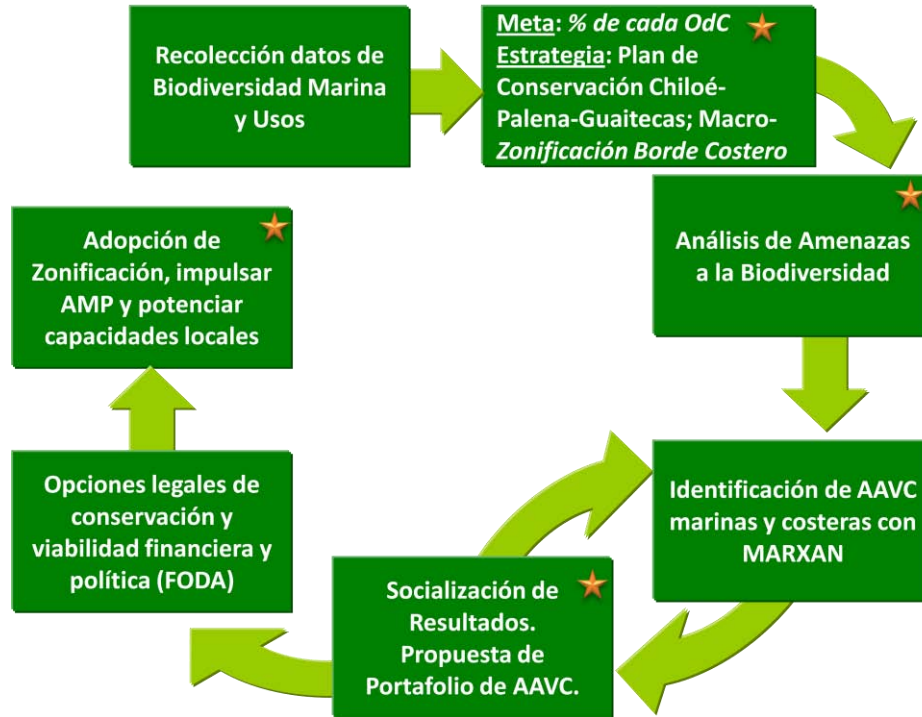 Recolección datos de
Biodiversidad Marina
y Usos
Meta: % de cada OdC
Estrategia: Plan de
Conservación Chiloé-
Palena-Guaitecas; Macro-
Zonificación Borde Costero
Análisis de Amenazas
a la Biodiversidad
Identificación de AAVC
marinas y costeras con
MARXAN
Socialización de
Resultados.
Propuesta de
Portafolio de AAVC.
Opciones legales de
conservación y
viabilidad financiera y
política (FODA)
Adopción de
Zonificación, impulsar
AMP y potenciar
capacidades locales